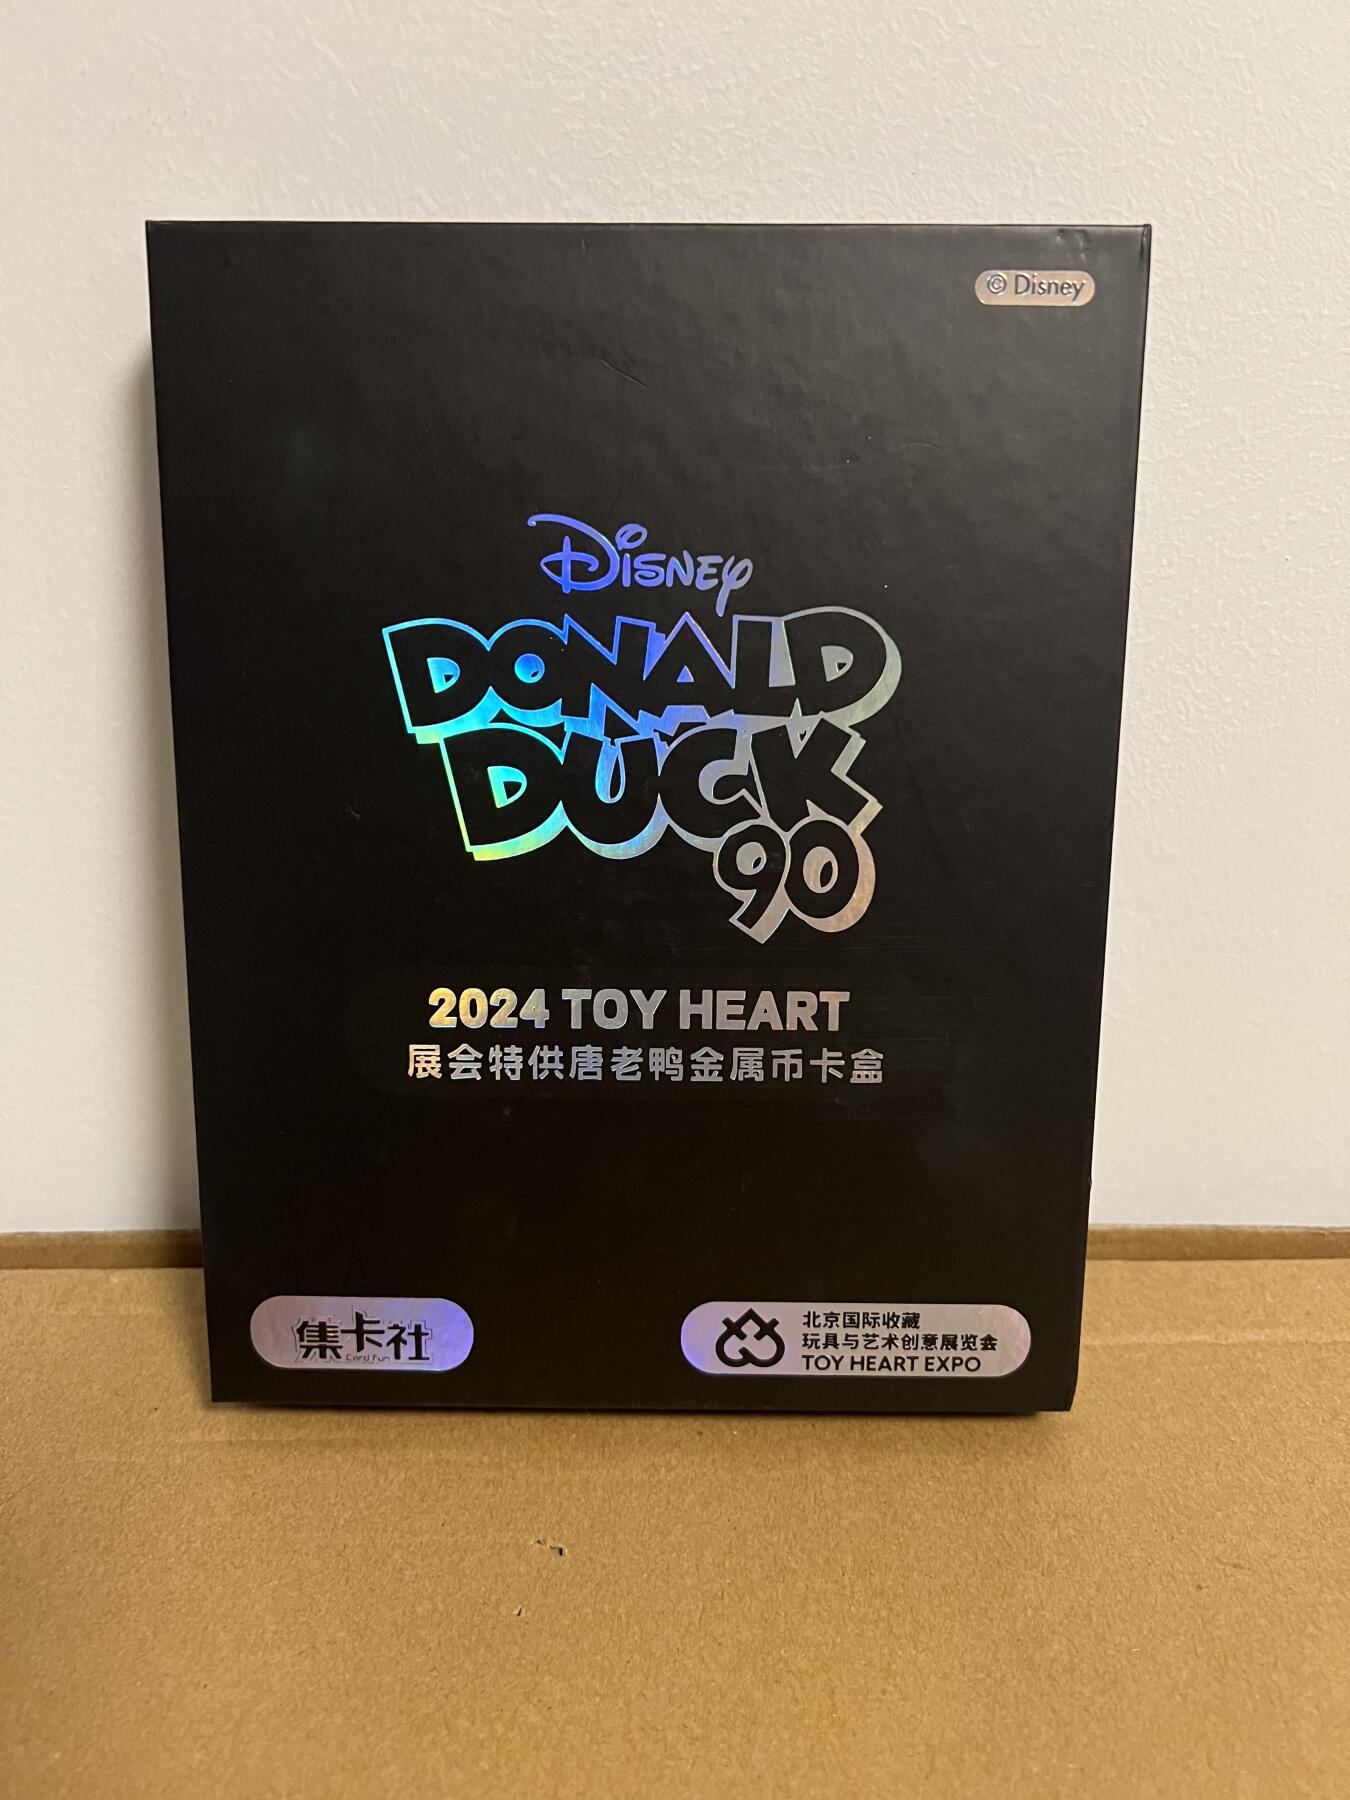 © Disney
Disney
DONALD
DUCK
90
2024 TOY HEART
展会特供唐老鸭金属币卡盒
集卡社
Card Fun
北京国际收藏
玩具与艺术创意展览会
TOY HEART EXPO